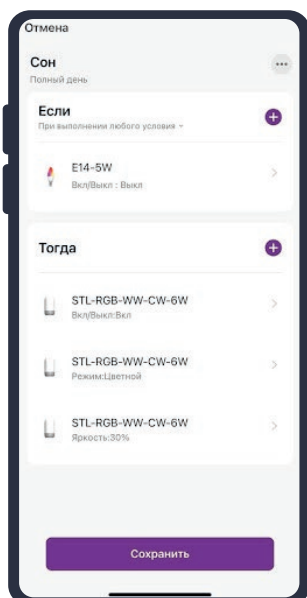 Отмена
Сон
Полный день
Если
При выполнении любого условия
E14-5W
Вкл/Выкл : Выкл
Тогда
STL-RGB-WW-CW-6W
Вкл/Выкл:Вкл
STL-RGB-WW-CW-6W
Режим:Цветной
STL-RGB-WW-CW-6W
Яркость:30%
Сохранить